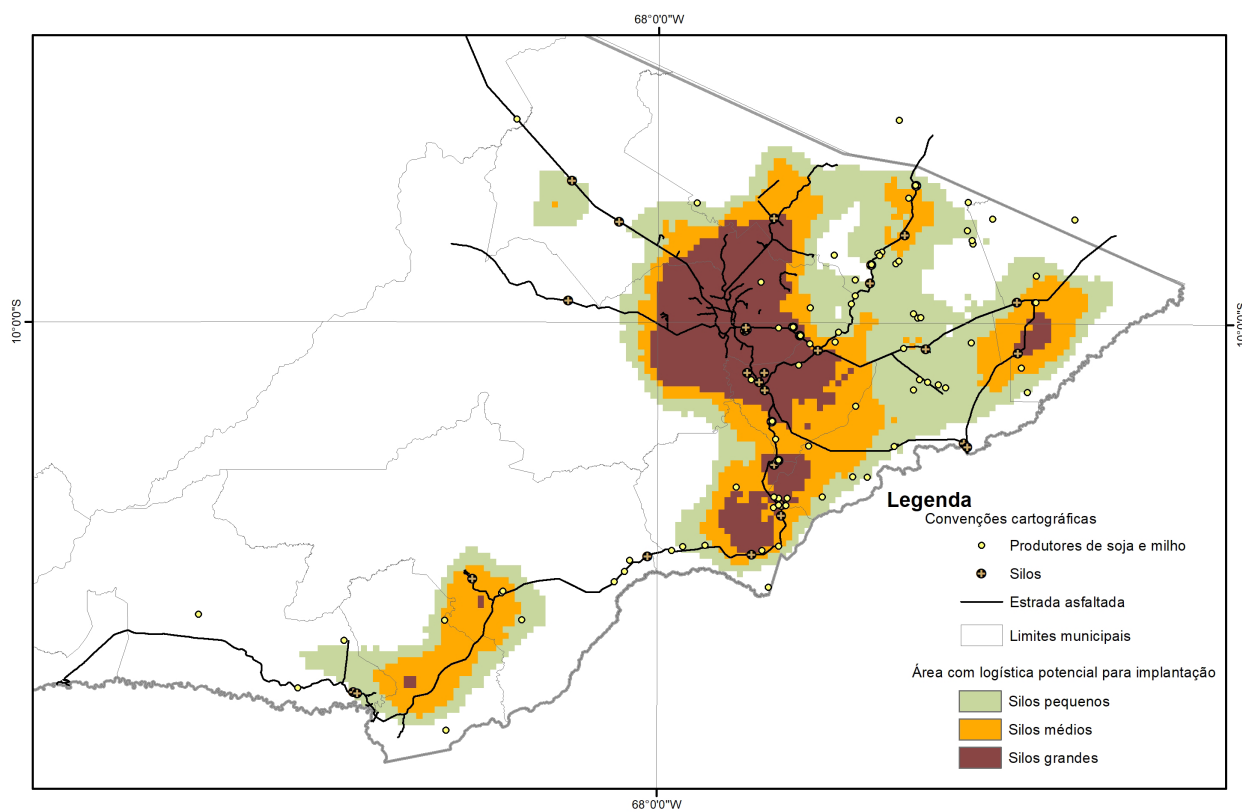 68°0'0"W
10°0'0"S
10°0'0"S
Legenda
Convenções cartográficas
Produtores de soja e milho
Silos
Estrada asfaltada
Limites municipais
Área com logística potencial para implantação
Silos pequenos
Silos médios
Silos grandes
68°0'0"W